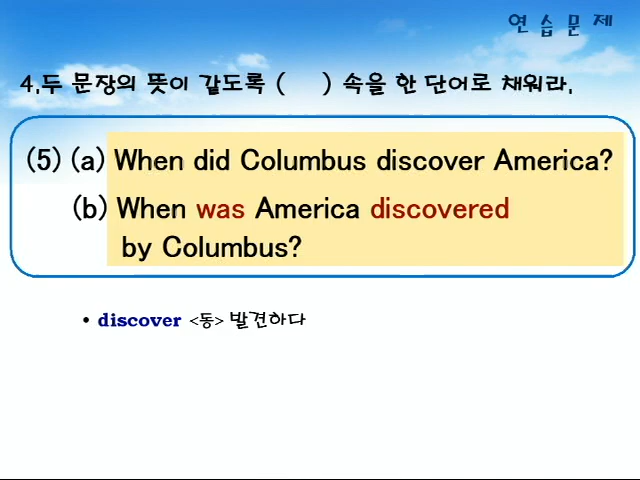 연 습 문 제
4.두 문장의 뜻이 같도록 (    ) 속을 한 단어로 채워라.
(5) (a) When did Columbus discover America?
(b) When was America discovered
by Columbus?
• discover <동> 발견하다